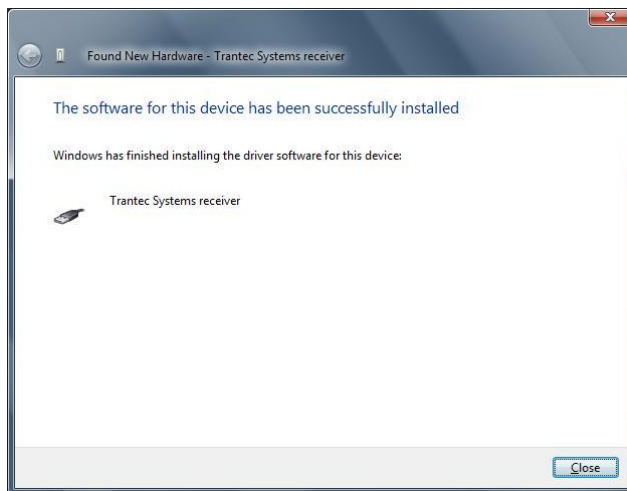 Found New Hardware - Trantec Systems receiver
The software for this device has been successfully installed
Windows has finished installing the driver software for this device:
Trantec Systems receiver
Close